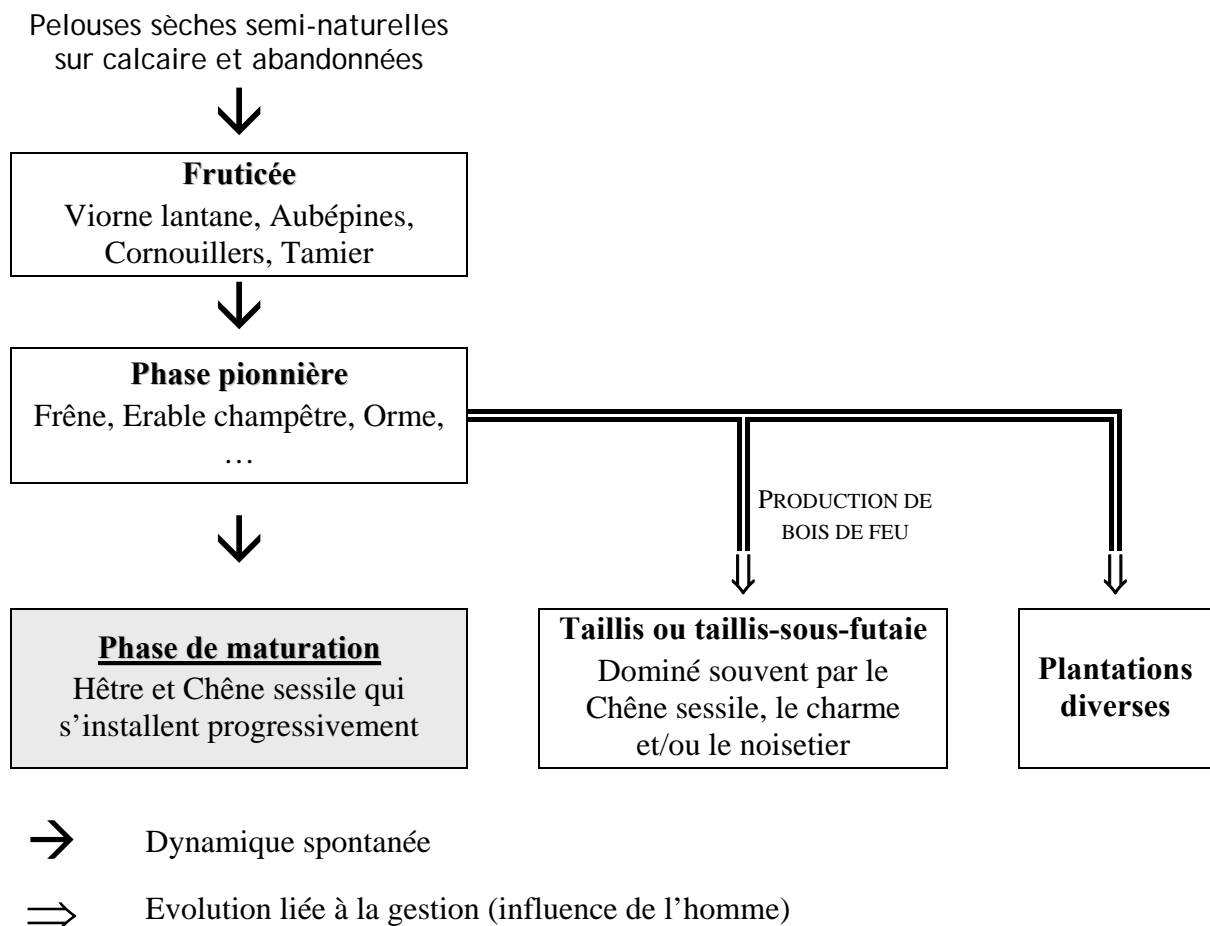 Pelouses sèches semi-naturelles
sur calcaire et abandonnées
Fruticée
Viorne lantane, Aubépines,
Cornouillers, Tamier
Phase pionnière
Frêne, Erable champêtre, Orme,
…
PRODUCTION DE
BOIS DE FEU
Phase de maturation
Hêtre et Chêne sessile qui
s’installent progressivement
Taillis ou taillis-sous-futaie
Dominé souvent par le
Chêne sessile, le charme
et/ou le noisetier
Plantations
diverses
Dynamique spontanée
Evolution liée à la gestion (influence de l’homme)